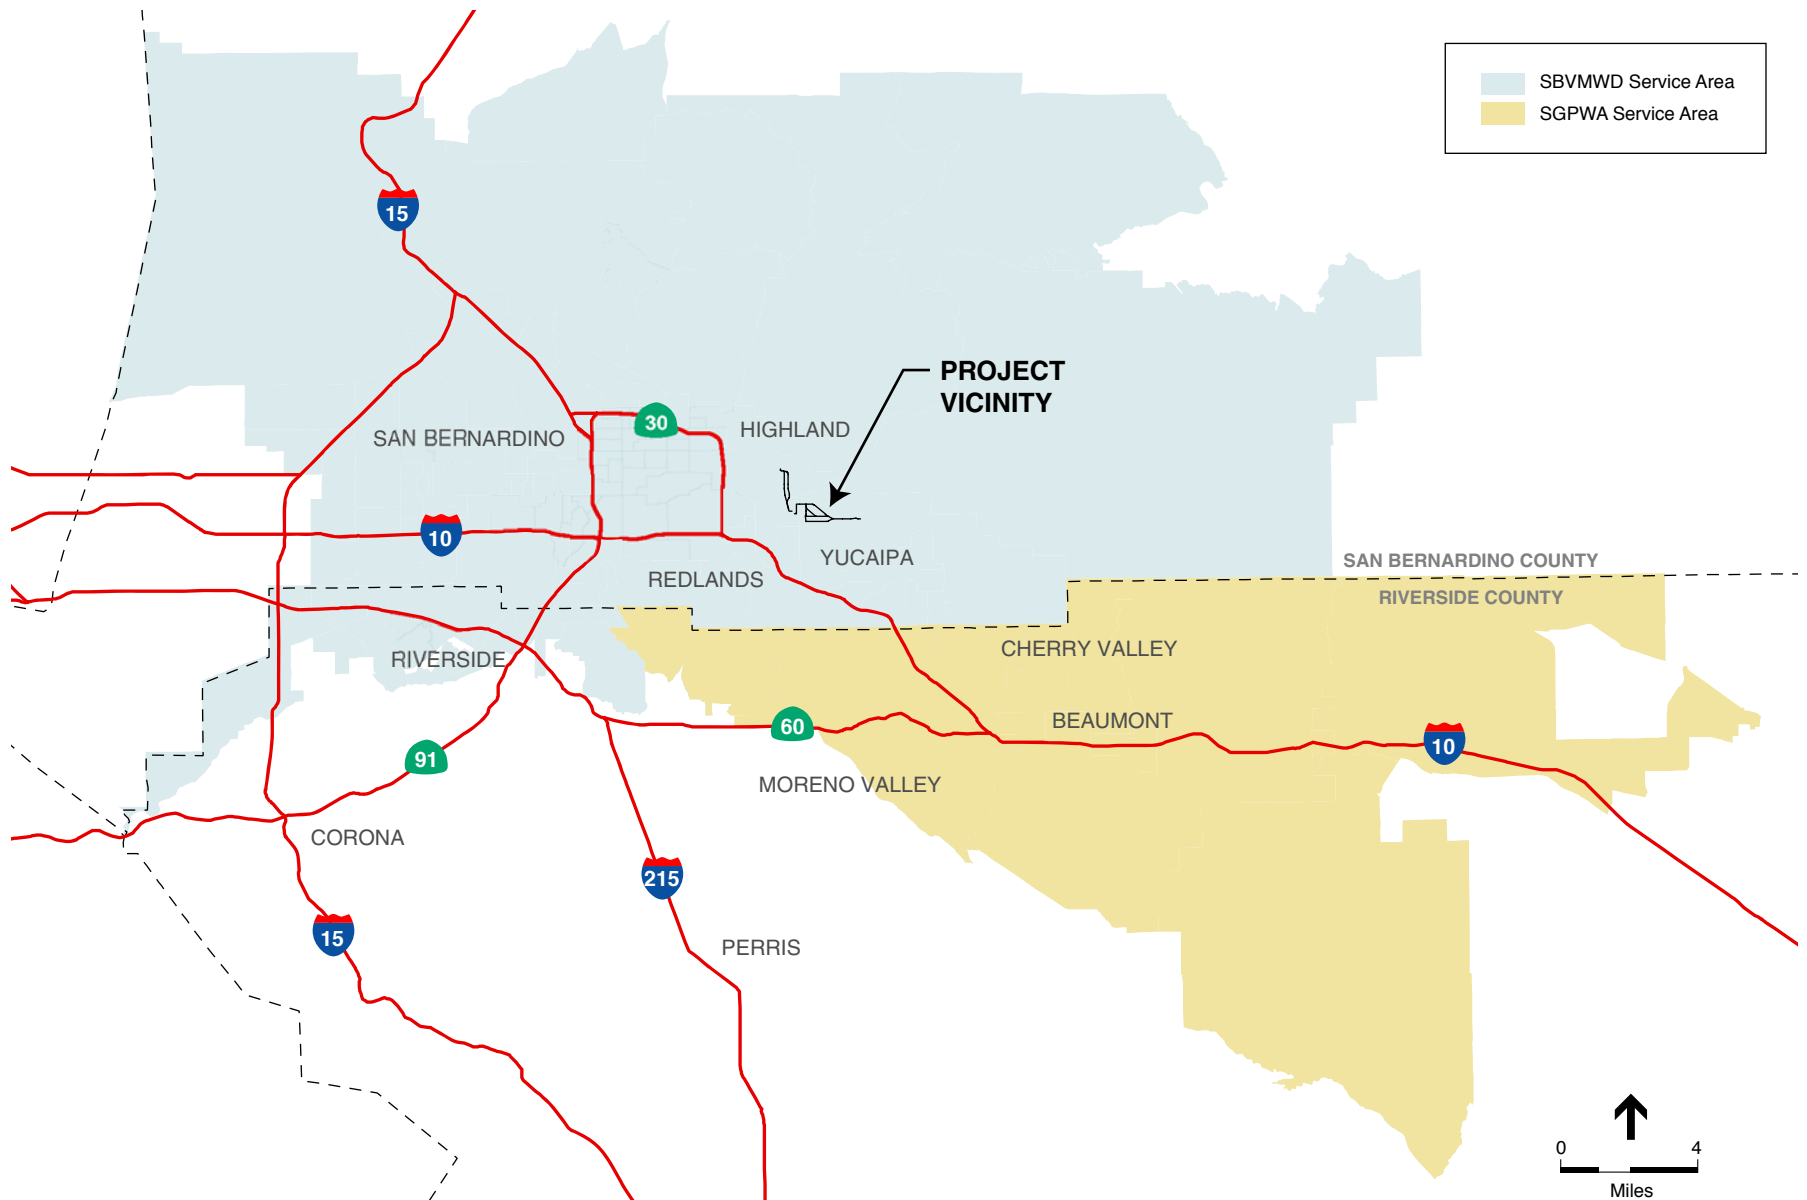 SBVMWD Service Area
SGPWA Service Area
15
PROJECT
VICINITY
30
HIGHLAND
SAN BERNARDINO
10
YUCAIPA
SAN BERNARDINO COUNTY
REDLANDS
RIVERSIDE COUNTY
CHERRY VALLEY
RIVERSIDE
BEAUMONT
60
10
91
MORENO VALLEY
CORONA
215
15
PERRIS
0 4
Miles